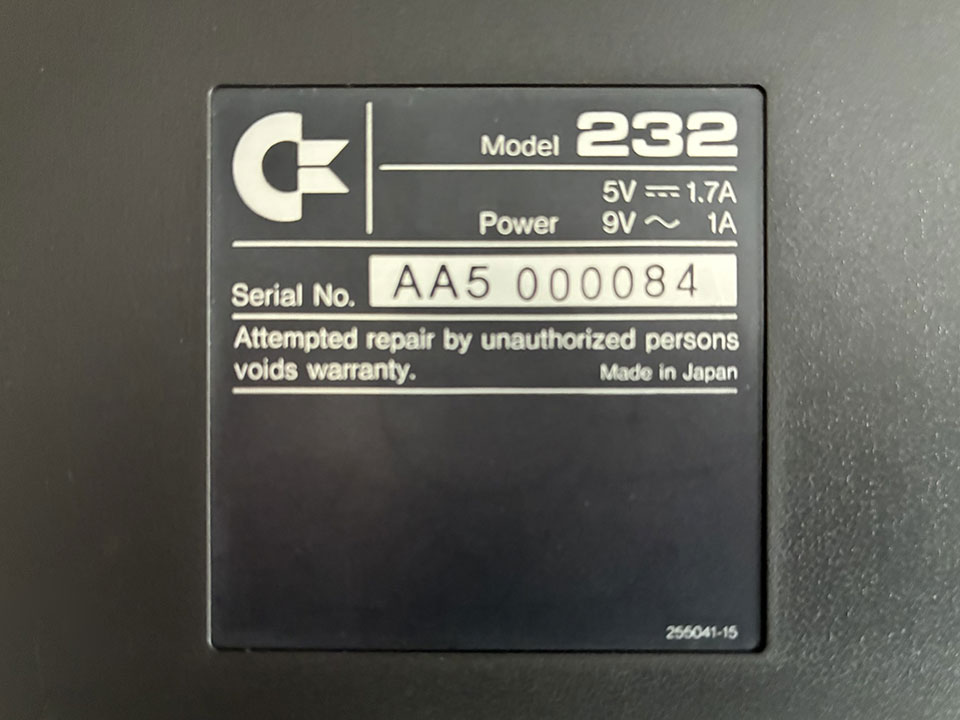 Model 232
5V ⎓ 1.7A
Power 9V ～ 1A
Serial No. AA5 000084
Attempted repair by unauthorized persons
voids warranty. Made in Japan
255041-15